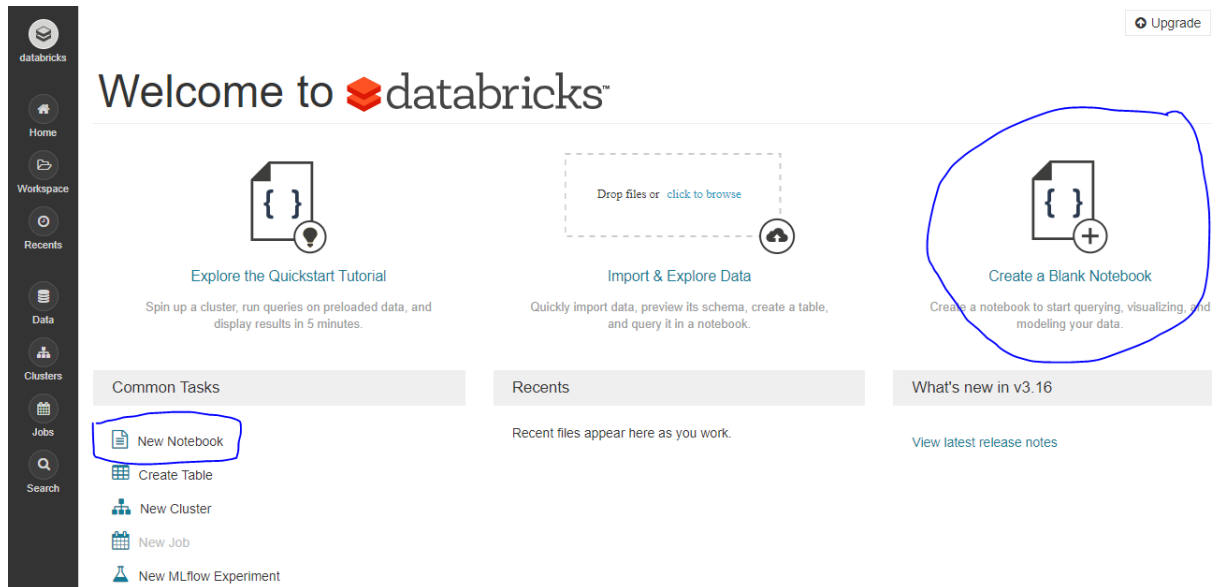 databricks
Home
Workspace
Recents
Data
Clusters
Jobs
Search
Upgrade
Welcome to databricks™
{ }
Explore the Quickstart Tutorial
Spin up a cluster, run queries on preloaded data, and
display results in 5 minutes.
Drop files or click to browse
Import & Explore Data
Quickly import data, preview its schema, create a table,
and query it in a notebook.
{ }
Create a Blank Notebook
Create a notebook to start querying, visualizing, and
modeling your data.
Common Tasks
New Notebook
Create Table
New Cluster
New Job
New MLflow Experiment
Recents
Recent files appear here as you work.
What's new in v3.16
View latest release notes